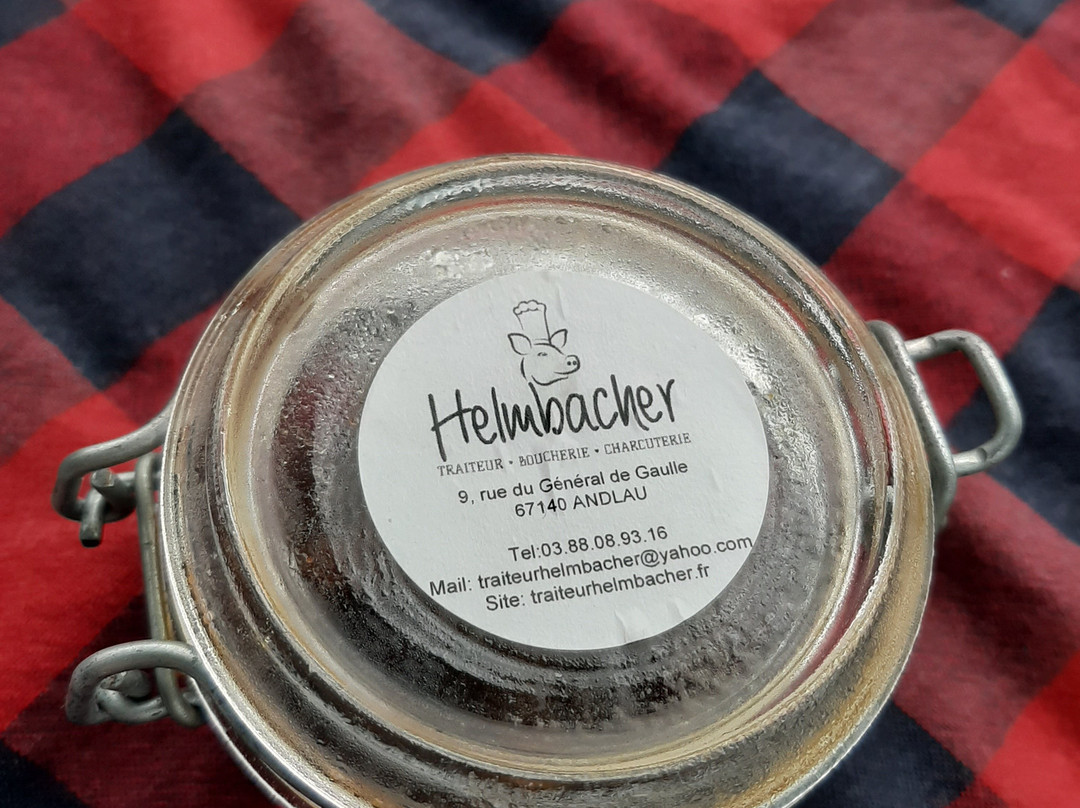 Helmbacher
TRAITEUR • BOUCHERIE • CHARCUTERIE
9, rue du Général de Gaulle
67140 ANDLAU
Tel:03.88.08.93.16
Mail: traiteurhelmbacher@yahoo.com
Site: traiteurhelmbacher.fr